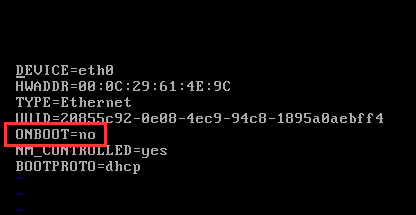 DEVICE=eth0
HWADDR=00:0C:29:61:4E:9C
TYPE=Ethernet
UUID=20855c92-0e08-4ec9-94c8-1895a0aebff4
ONBOOT=no
NM_CONTROLLED=yes
BOOTPROTO=dhcp
~
~
~